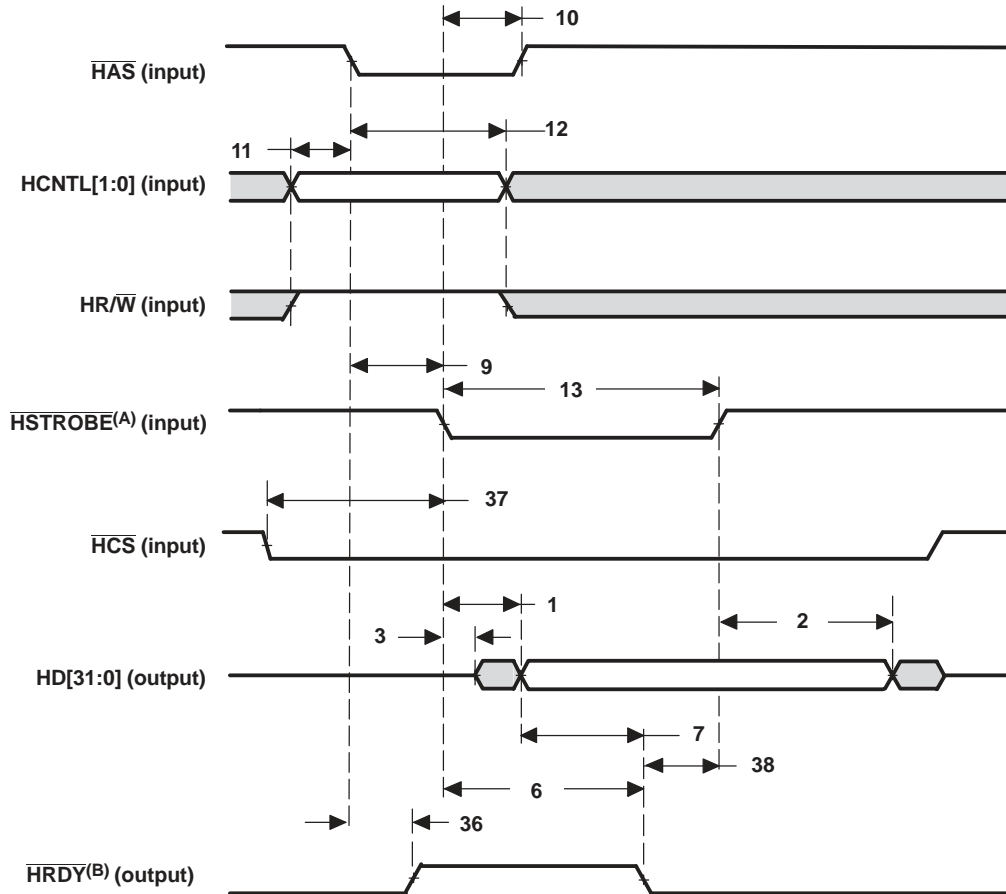 10
HAS (input)
12
11
HCNTL[1:0] (input)
HR/W (input)
9
13
HSTROBE(A) (input)
37
HCS (input)
1
2
3
HD[31:0] (output)
7
38
6
36
HRDY(B) (output)